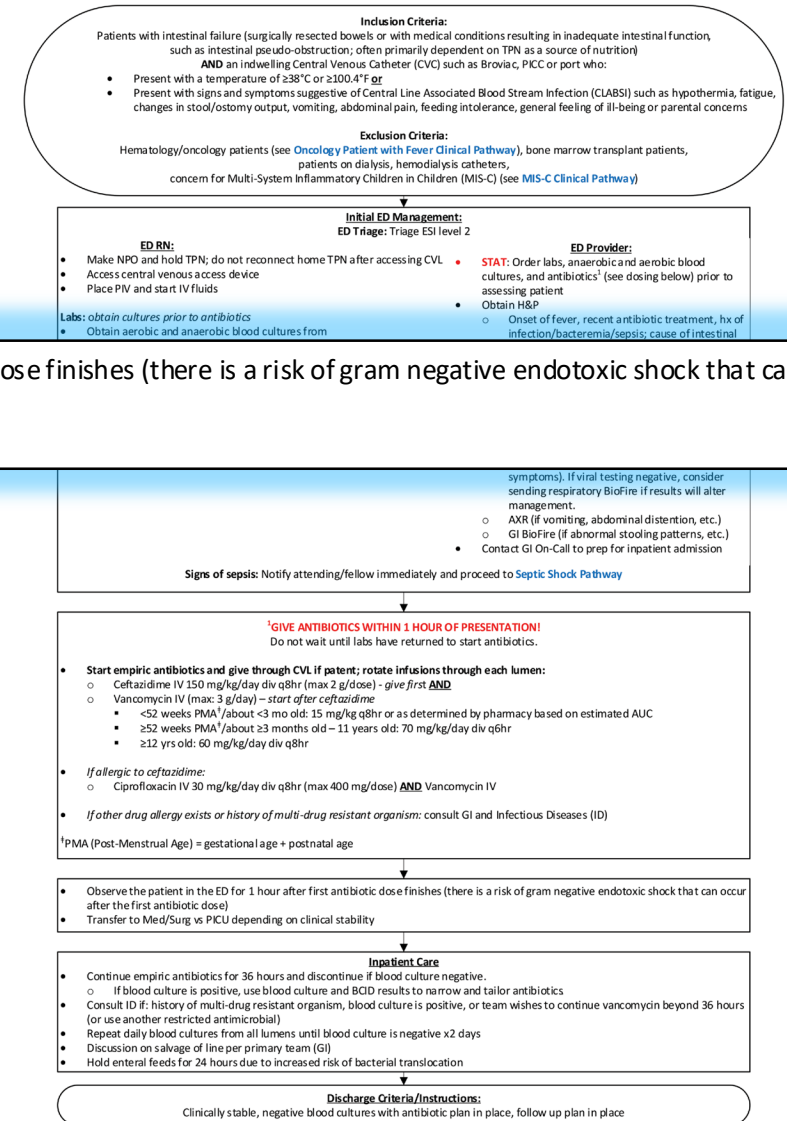 Inclusion Criteria:
Patients with intestinal failure (surgically resected bowels or with medical conditions resulting in inadequate intestinal function,
such as intestinal pseudo-obstruction; often primarily dependent on TPN as a source of nutrition)
AND an indwelling Central Venous Catheter (CVC) such as Broviac, PICC or port who:
• Present with a temperature of ≥38°C or ≥100.4°F or
• Present with signs and symptoms suggestive of Central Line Associated Blood Stream Infection (CLABSI) such as hypothermia, fatigue,
changes in stool/ostomy output, vomiting, abdominal pain, feeding intolerance, general feeling of ill-being or parental concerns
Exclusion Criteria:
Hematology/oncology patients (see Oncology Patient with Fever Clinical Pathway), bone marrow transplant patients,
patients on dialysis, hemodialysis catheters,
concern for Multi-System Inflammatory Children in Children (MIS-C) (see MIS-C Clinical Pathway)
Initial ED Management:
ED Triage: Triage ESI level 2
ED RN:
• Make NPO and hold TPN; do not reconnect home TPN after accessing CVL
• Access central venous access device
• Place PIV and start IV fluids
Labs: obtain cultures prior to antibiotics
• Obtain aerobic and anaerobic blood cultures from
ED Provider:
• STAT: Order labs, anaerobic and aerobic blood
cultures, and antibiotics¹ (see dosing below) prior to
assessing patient
• Obtain H&P
o Onset of fever, recent antibiotic treatment, hx of
infection/bacteremia/sepsis; cause of intestinal
ose finishes (there is a risk of gram negative endotoxic shock that ca
symptoms). If viral testing negative, consider
sending respiratory BioFire if results will alter
management.
o AXR (if vomiting, abdominal distention, etc.)
o GI BioFire (if abnormal stooling patterns, etc.)
• Contact GI On-Call to prep for inpatient admission
Signs of sepsis: Notify attending/fellow immediately and proceed to Septic Shock Pathway
¹GIVE ANTIBIOTICS WITHIN 1 HOUR OF PRESENTATION!
Do not wait until labs have returned to start antibiotics.
• Start empiric antibiotics and give through CVL if patent; rotate infusions through each lumen:
o Ceftazidime IV 150 mg/kg/day div q8hr (max 2 g/dose) - give first AND
o Vancomycin IV (max: 3 g/day) – start after ceftazidime
▪ <52 weeks PMA‡/about <3 mo old: 15 mg/kg q8hr or as determined by pharmacy based on estimated AUC
▪ ≥52 weeks PMA‡/about ≥3 months old – 11 years old: 70 mg/kg/day div q6hr
▪ ≥12 yrs old: 60 mg/kg/day div q8hr
• If allergic to ceftazidime:
o Ciprofloxacin IV 30 mg/kg/day div q8hr (max 400 mg/dose) AND Vancomycin IV
• If other drug allergy exists or history of multi-drug resistant organism: consult GI and Infectious Diseases (ID)
‡PMA (Post-Menstrual Age) = gestational age + postnatal age
• Observe the patient in the ED for 1 hour after first antibiotic dose finishes (there is a risk of gram negative endotoxic shock that can occur
after the first antibiotic dose)
• Transfer to Med/Surg vs PICU depending on clinical stability
Inpatient Care
• Continue empiric antibiotics for 36 hours and discontinue if blood culture negative.
o If blood culture is positive, use blood culture and BCID results to narrow and tailor antibiotics
• Consult ID if: history of multi-drug resistant organism, blood culture is positive, or team wishes to continue vancomycin beyond 36 hours
(or use another restricted antimicrobial)
• Repeat daily blood cultures from all lumens until blood culture is negative x2 days
• Discussion on salvage of line per primary team (GI)
• Hold enteral feeds for 24 hours due to increased risk of bacterial translocation
Discharge Criteria/Instructions:
Clinically stable, negative blood cultures with antibiotic plan in place, follow up plan in place